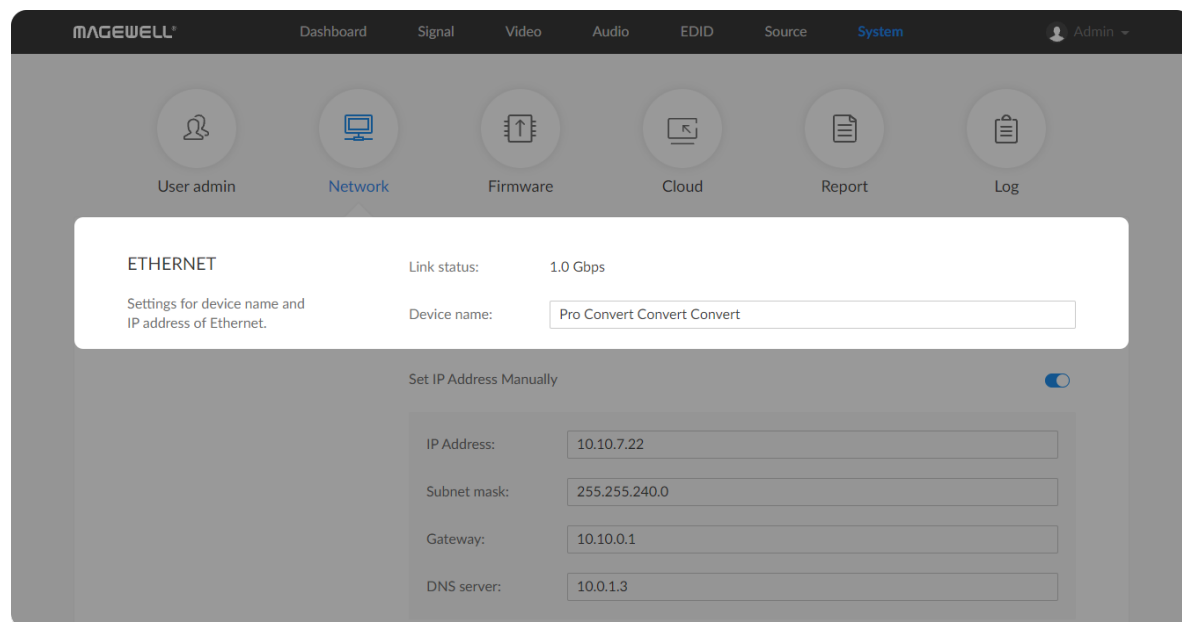 MAGEWELL®
Dashboard Signal Video Audio EDID Source System Admin
User admin Network Firmware Cloud Report Log
ETHERNET
Settings for device name and
IP address of Ethernet.
Link status: 1.0 Gbps
Device name: Pro Convert Convert Convert
Set IP Address Manually
IP Address: 10.10.7.22
Subnet mask: 255.255.240.0
Gateway: 10.10.0.1
DNS server: 10.0.1.3